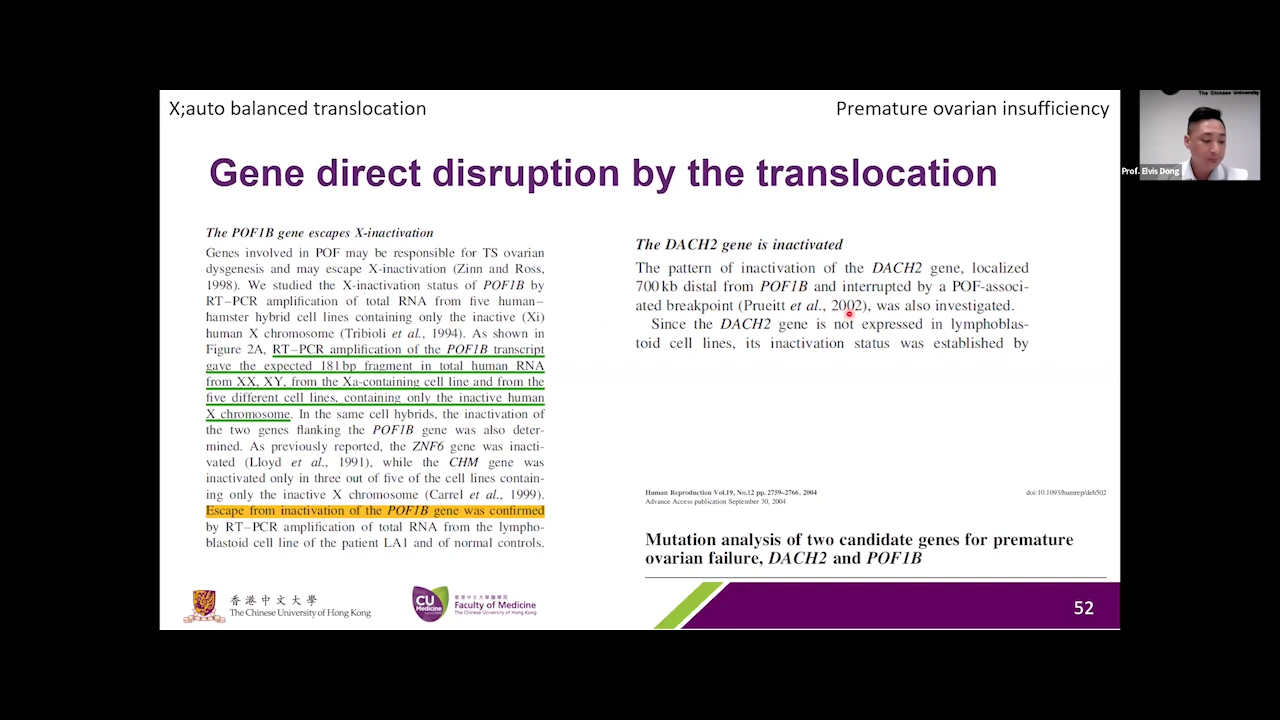 X;auto balanced translocation
Premature ovarian insufficiency
Gene direct disruption by the translocation
The POF1B gene escapes X-inactivation
Genes involved in POF may be responsible for TS ovarian
dysgenesis and may escape X-inactivation (Zinn and Ross,
1998). We studied the X-inactivation status of POF1B by
RT–PCR amplification of total RNA from five human–
hamster hybrid cell lines containing only the inactive (Xi)
human X chromosome (Tribioli et al., 1994). As shown in
Figure 2A, RT–PCR amplification of the POF1B transcript
gave the expected 181 bp fragment in total human RNA
from XX, XY, from the Xa-containing cell line and from the
five different cell lines, containing only the inactive human
X chromosome. In the same cell hybrids, the inactivation of
the two genes flanking the POF1B gene was also deter-
mined. As previously reported, the ZNF6 gene was inacti-
vated (Lloyd et al., 1991), while the CHM gene was
inactivated only in three out of five of the cell lines contain-
ing only the inactive X chromosome (Carrel et al., 1999).
Escape from inactivation of the POF1B gene was confirmed
by RT–PCR amplification of total RNA from the lympho-
blastoid cell line of the patient LA1 and of normal controls.
The DACH2 gene is inactivated
The pattern of inactivation of the DACH2 gene, localized
700 kb distal from POF1B and interrupted by a POF-associ-
ated breakpoint (Prueitt et al., 2002), was also investigated.
Since the DACH2 gene is not expressed in lymphoblas-
toid cell lines, its inactivation status was established by
Human Reproduction Vol.19, No.12 pp. 2759–2766, 2004
doi:10.1093/humrep/deh502
Advance Access publication September 30, 2004
Mutation analysis of two candidate genes for premature
ovarian failure, DACH2 and POF1B
香港中文大學
The Chinese University of Hong Kong
CU
Medicine
香港中文大學醫學院
Faculty of Medicine
The Chinese University of Hong Kong
52
The Chinese University
Prof. Elvis Dong